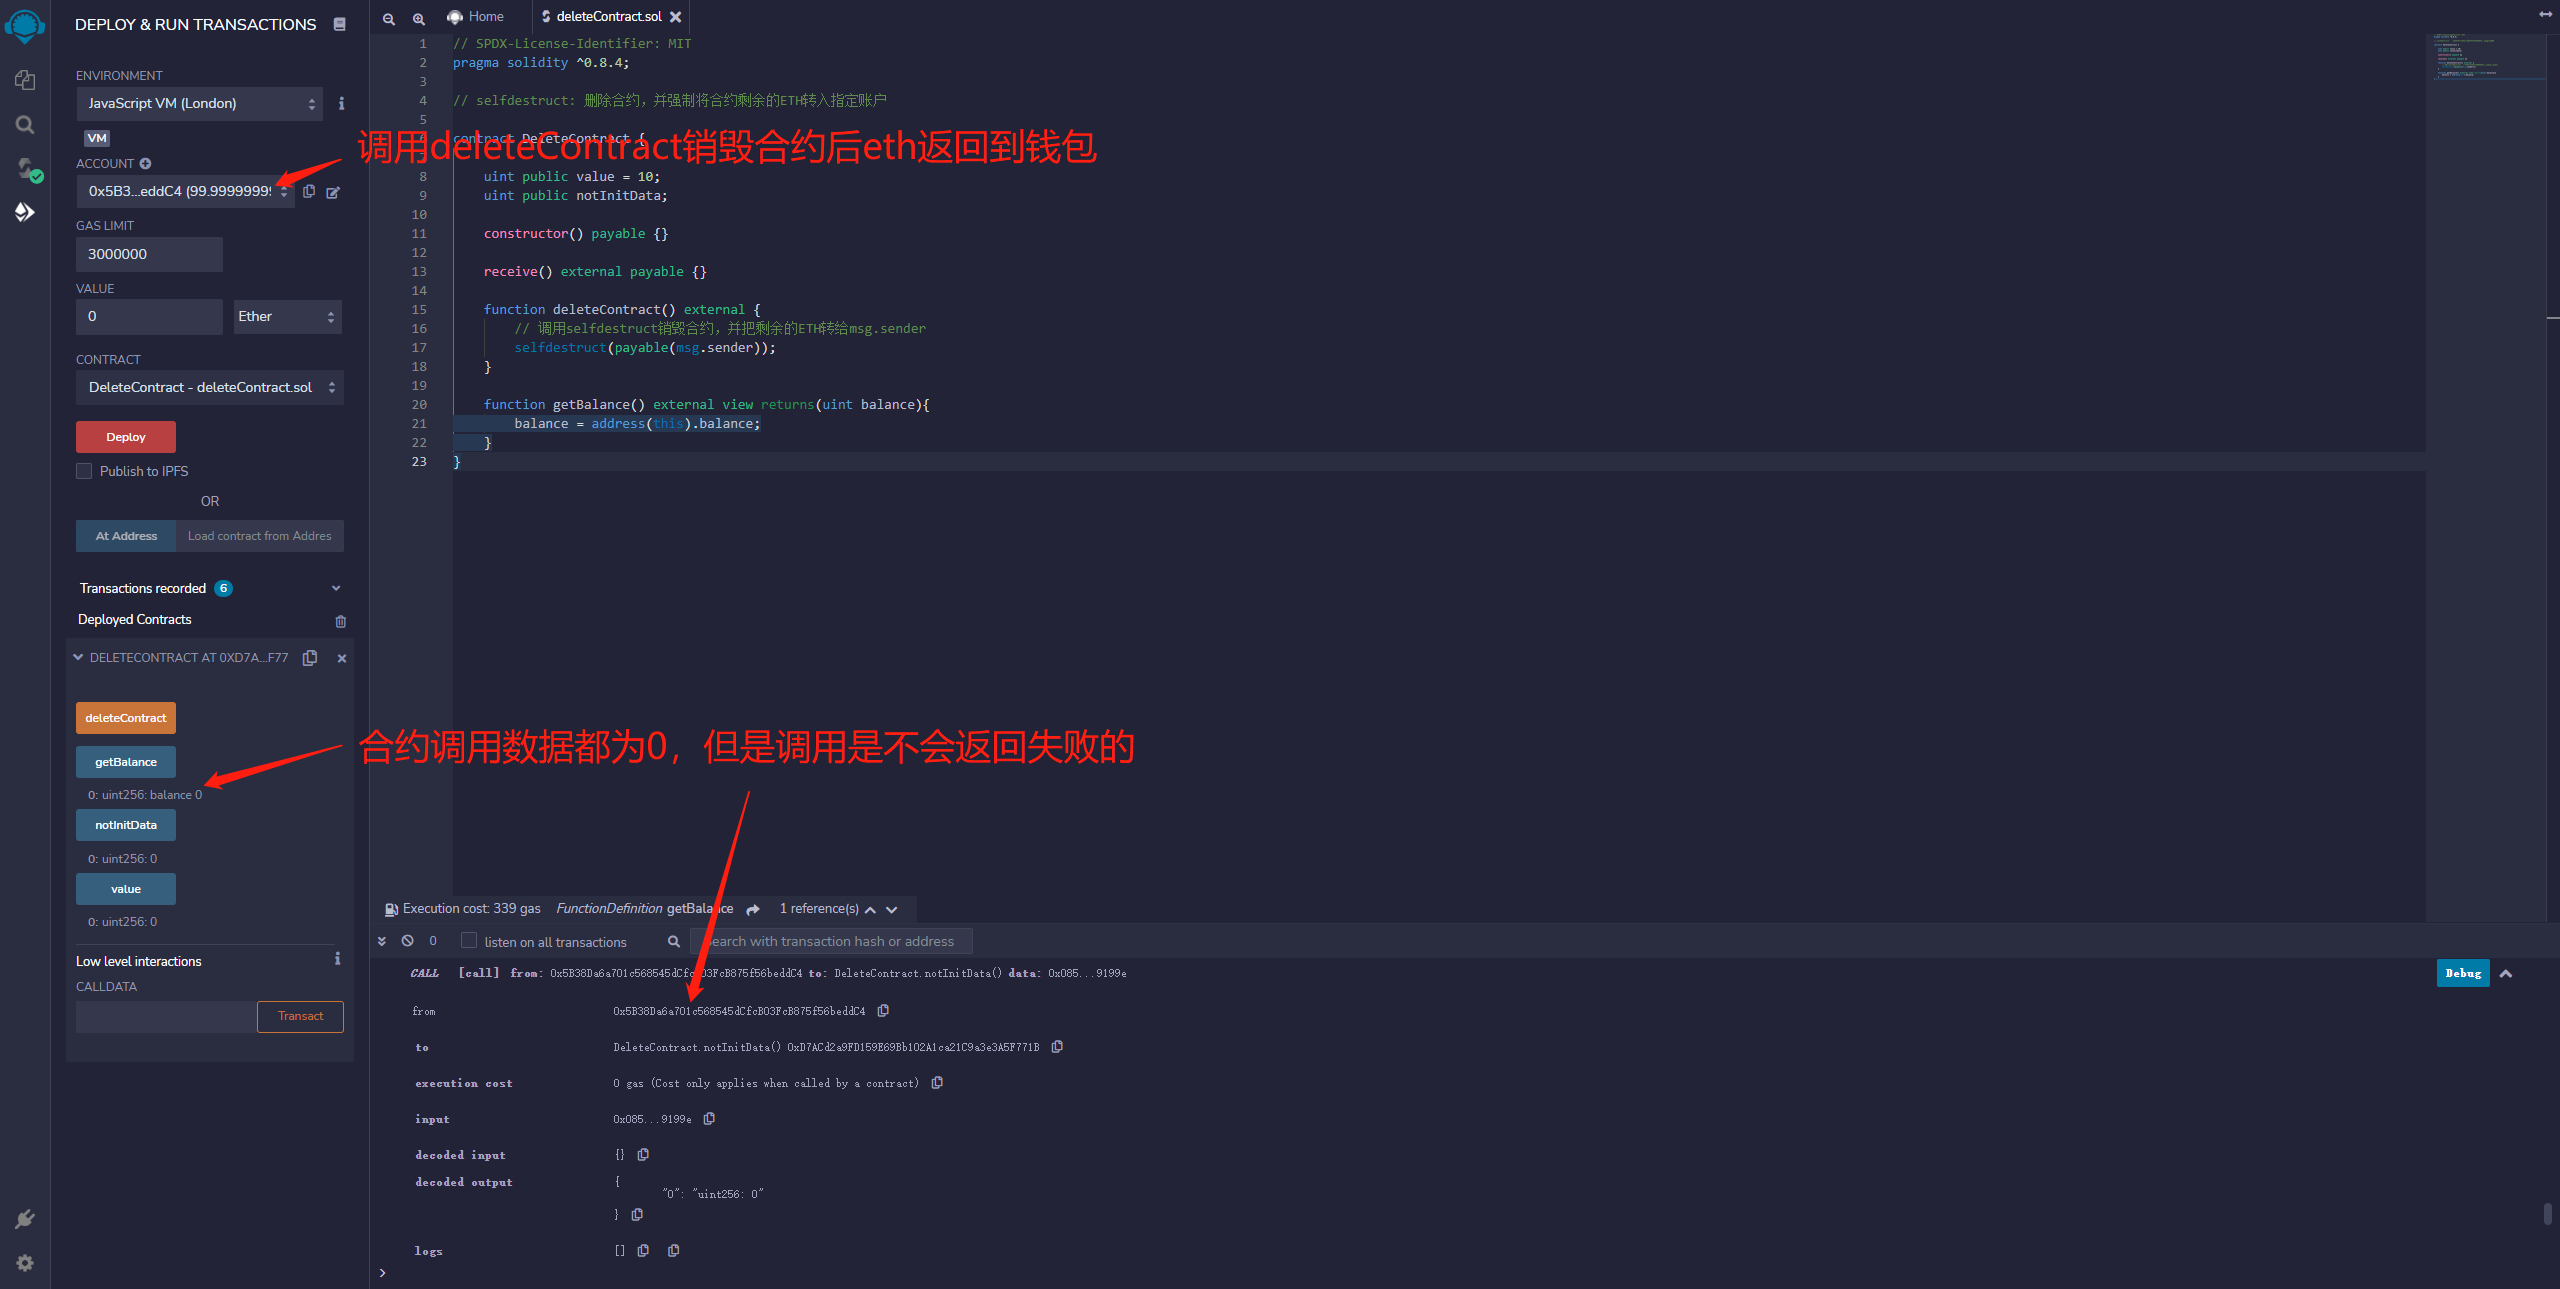 DEPLOY & RUN TRANSACTIONS
ENVIRONMENT
JavaScript VM (London)
VM
ACCOUNT
0x5B3...eddC4 (99.99999999
GAS LIMIT
3000000
VALUE
0
Ether
CONTRACT
DeleteContract - deleteContract.sol
Deploy
Publish to IPFS
OR
At Address
Load contract from Addres
Transactions recorded 6
Deployed Contracts
DELETECONTRACT AT 0XD7A...F77
deleteContract
getBalance
0: uint256: balance 0
notInitData
0: uint256: 0
value
0: uint256: 0
Low level interactions
CALLDATA
Transact
Home
deleteContract.sol
1 // SPDX-License-Identifier: MIT
2 pragma solidity ^0.8.4;
3
4 // selfdestruct: 删除合约，并强制将合约剩余的ETH转入指定账户
5
contract DeleteContract {
调用deleteContract销毁合约后eth返回到钱包
8 uint public value = 10;
9 uint public notInitData;
10
11 constructor() payable {}
12
13 receive() external payable {}
14
15 function deleteContract() external {
16 // 调用selfdestruct销毁合约，并把剩余的ETH转给msg.sender
17 selfdestruct(payable(msg.sender));
18 }
19
20 function getBalance() external view returns(uint balance){
21 balance = address(this).balance;
22 }
23 }
合约调用数据都为0，但是调用是不会返回失败的
Execution cost: 339 gas FunctionDefinition getBalance 1 reference(s)
0 listen on all transactions Search with transaction hash or address
CALL [call] from: 0x5B38Da6a701c568545dCfcB03FcB875f56beddC4 to: DeleteContract.notInitData() data: 0x085...9199e
Debug
from 0x5B38Da6a701c568545dCfcB03FcB875f56beddC4
to DeleteContract.notInitData() 0xD7ACd2a9FD159E69Bb102A1ca21C9a3e3A5F771B
execution cost 0 gas (Cost only applies when called by a contract)
input 0x085...9199e
decoded input {}
decoded output {
"0": "uint256: 0"
}
logs []
>